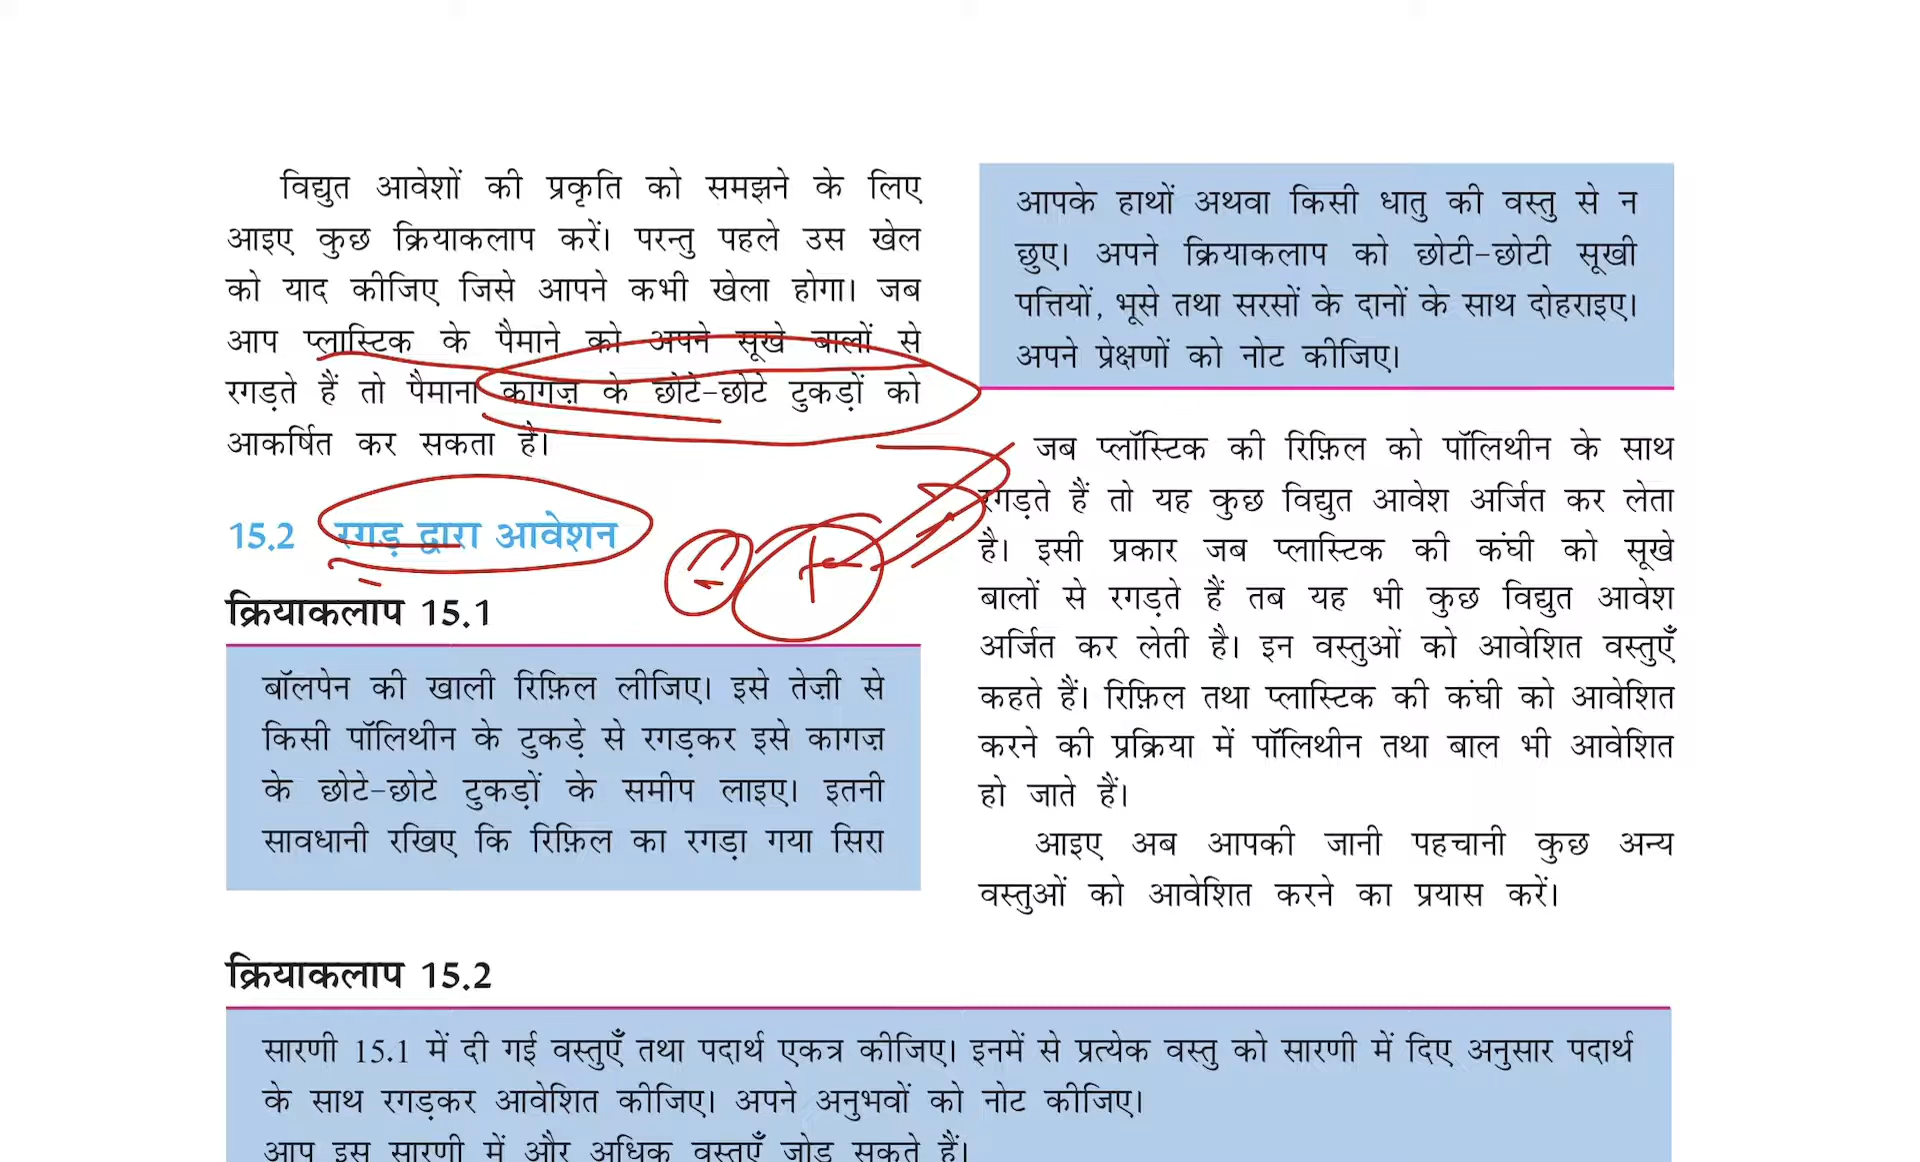 विद्युत आवेशों की प्रकृति को समझने के लिए
आइए कुछ क्रियाकलाप करें। परन्तु पहले उस खेल
को याद कीजिए जिसे आपने कभी खेला होगा। जब
आप प्लास्टिक के पैमाने को अपने सूखे बालों से
रगड़ते हैं तो पैमाना कागज़ के छोटे-छोटे टुकड़ों को
आकर्षित कर सकता है।
15.2 रगड़ द्वारा आवेशन
क्रियाकलाप 15.1
बॉलपेन की खाली रिफ़िल लीजिए। इसे तेज़ी से
किसी पॉलिथीन के टुकड़े से रगड़कर इसे कागज़
के छोटे-छोटे टुकड़ों के समीप लाइए। इतनी
सावधानी रखिए कि रिफ़िल का रगड़ा गया सिरा
आपके हाथों अथवा किसी धातु की वस्तु से न
छुए। अपने क्रियाकलाप को छोटी-छोटी सूखी
पत्तियों, भूसे तथा सरसों के दानों के साथ दोहराइए।
अपने प्रेक्षणों को नोट कीजिए।
जब प्लॉस्टिक की रिफ़िल को पॉलिथीन के साथ
रगड़ते हैं तो यह कुछ विद्युत आवेश अर्जित कर लेता
है। इसी प्रकार जब प्लास्टिक की कंघी को सूखे
बालों से रगड़ते हैं तब यह भी कुछ विद्युत आवेश
अर्जित कर लेती है। इन वस्तुओं को आवेशित वस्तुएँ
कहते हैं। रिफ़िल तथा प्लास्टिक की कंघी को आवेशित
करने की प्रक्रिया में पॉलिथीन तथा बाल भी आवेशित
हो जाते हैं।
आइए अब आपकी जानी पहचानी कुछ अन्य
वस्तुओं को आवेशित करने का प्रयास करें।
क्रियाकलाप 15.2
सारणी 15.1 में दी गई वस्तुएँ तथा पदार्थ एकत्र कीजिए। इनमें से प्रत्येक वस्तु को सारणी में दिए अनुसार पदार्थ
के साथ रगड़कर आवेशित कीजिए। अपने अनुभवों को नोट कीजिए।
आप इस सारणी में और अधिक वस्तुएँ जोड़ सकते हैं।